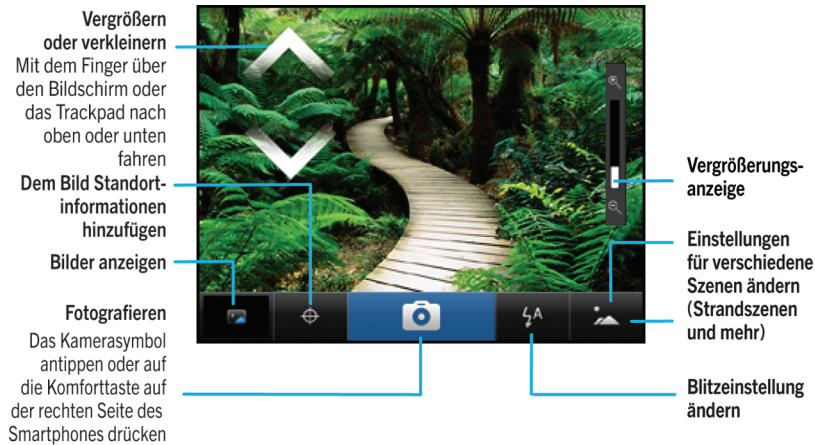 Vergrößern
oder verkleinern
Mit dem Finger über
den Bildschirm oder
das Trackpad nach
oben oder unten
fahren
Dem Bild Standort-
informationen
hinzufügen
Bilder anzeigen
Fotografieren
Das Kamerasymbol
antippen oder auf
die Komforttaste auf
der rechten Seite des
Smartphones drücken
A
Vergrößerungs-
anzeige
Einstellungen
für verschiedene
Szenen ändern
(Strandszenen
und mehr)
Blitzeinstellung
ändern